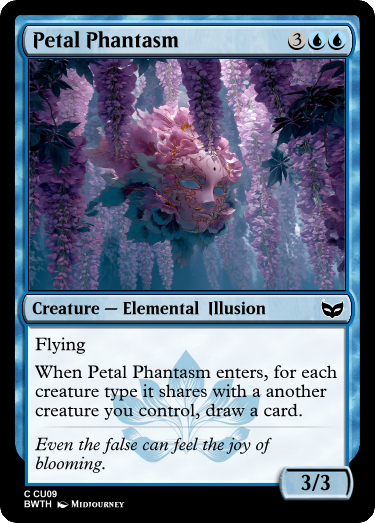 Petal Phantasm 3
Creature — Elemental Illusion
Flying
When Petal Phantasm enters, for each
creature type it shares with a another
creature you control, draw a card.
Even the false can feel the joy of
blooming.
3/3
C CU09
BWTH Midjourney